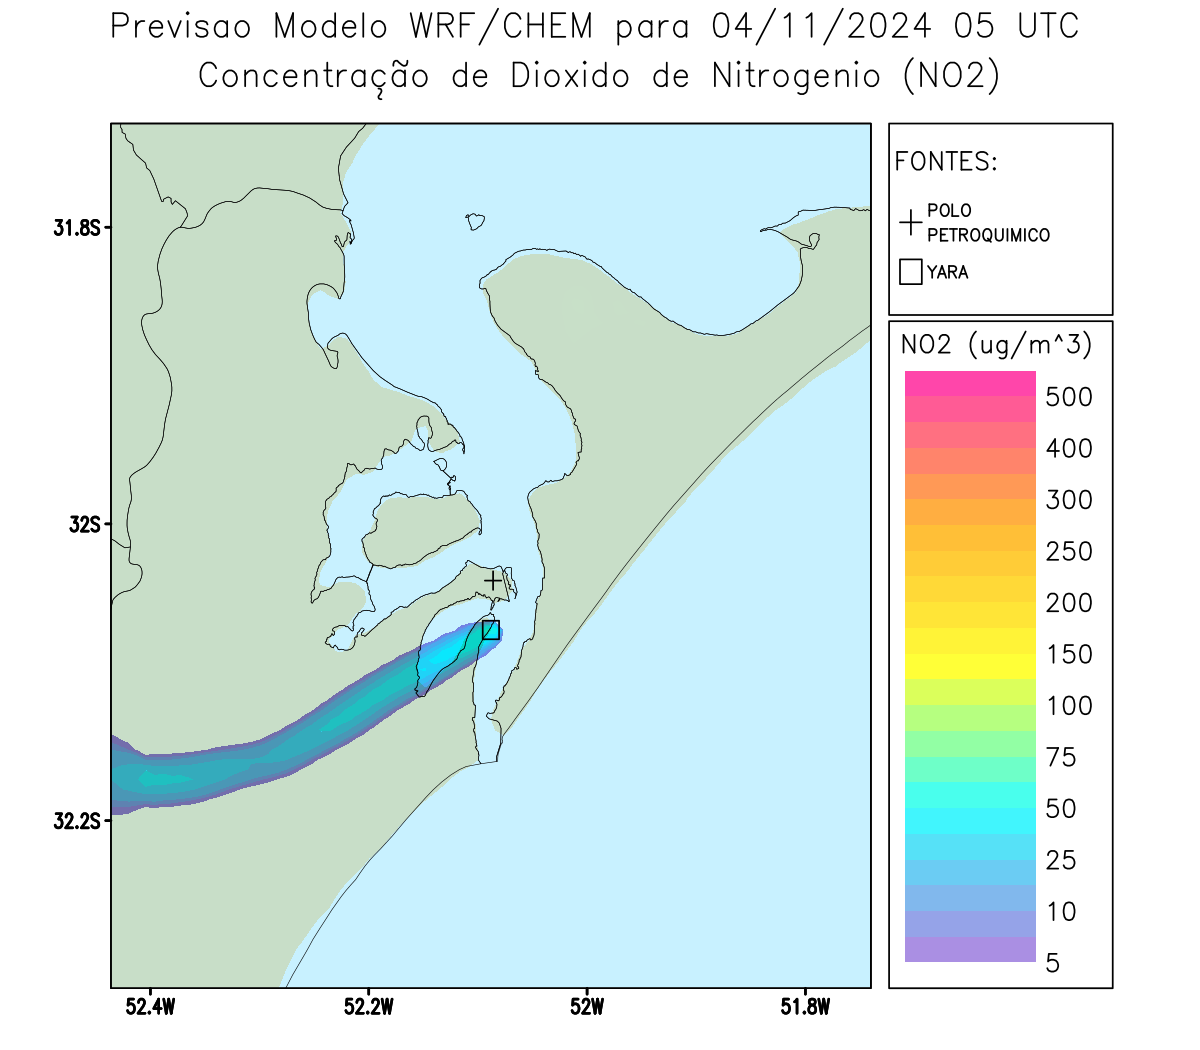 Previsao Modelo WRF/CHEM para 04/11/2024 05 UTC
Concentração de Dioxido de Nitrogenio (NO2)
FONTES:
POLO
PETROQUIMICO
YARA
NO2 (ug/m^3)
500
400
300
250
200
150
100
75
50
25
10
5
31.8S
32S
32.2S
52.4W
52.2W
52W
51.8W